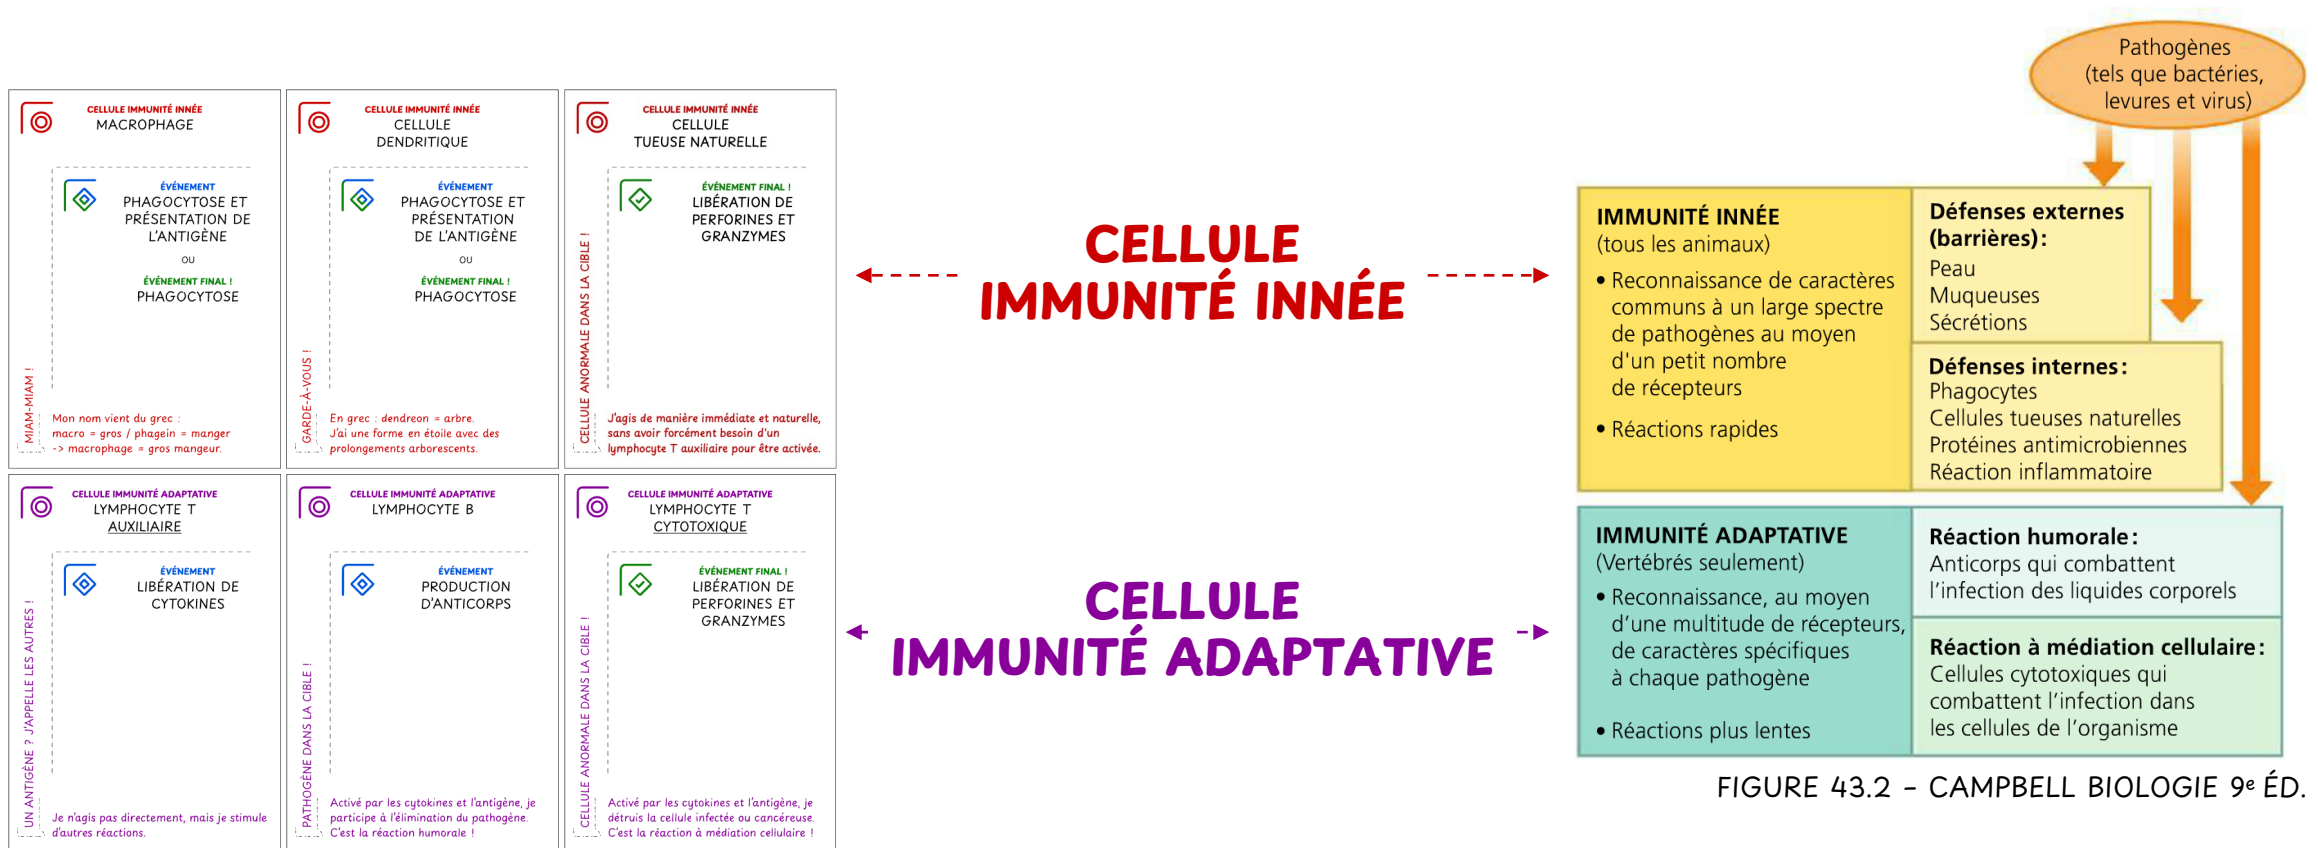 CELLULE IMMUNITÉ INNÉE
MACROPHAGE
ÉVÉNEMENT
PHAGOCYTOSE ET
PRÉSENTATION DE
L'ANTIGÈNE
OU
ÉVÉNEMENT FINAL !
PHAGOCYTOSE
MIAM-MIAM !
Mon nom vient du grec :
macro = gros / phagein = manger
-> macrophage = gros mangeur.
CELLULE IMMUNITÉ INNÉE
CELLULE
DENDRITIQUE
ÉVÉNEMENT
PHAGOCYTOSE ET
PRÉSENTATION
DE L'ANTIGÈNE
OU
ÉVÉNEMENT FINAL !
PHAGOCYTOSE
GARDE-À-VOUS !
En grec : dendreon = arbre.
J'ai une forme en étoile avec des
prolongements arborescents.
CELLULE IMMUNITÉ INNÉE
CELLULE
TUEUSE NATURELLE
ÉVÉNEMENT FINAL !
LIBÉRATION DE
PERFORINES ET
GRANZYMES
CELLULE ANORMALE DANS LA CIBLE !
J'agis de manière immédiate et naturelle,
sans avoir forcément besoin d'un
lymphocyte T auxiliaire pour être activée.
CELLULE IMMUNITÉ ADAPTATIVE
LYMPHOCYTE T
AUXILIAIRE
ÉVÉNEMENT
LIBÉRATION DE
CYTOKINES
UN ANTIGÈNE ? J'APPELLE LES AUTRES !
Je n'agis pas directement, mais je stimule
d'autres réactions.
CELLULE IMMUNITÉ ADAPTATIVE
LYMPHOCYTE B
ÉVÉNEMENT
PRODUCTION
D'ANTICORPS
PATHOGÈNE DANS LA CIBLE !
Activé par les cytokines et l'antigène, je
participe à l'élimination du pathogène.
C'est la réaction humorale !
CELLULE IMMUNITÉ ADAPTATIVE
LYMPHOCYTE T
CYTOTOXIQUE
ÉVÉNEMENT FINAL !
LIBÉRATION DE
PERFORINES ET
GRANZYMES
CELLULE ANORMALE DANS LA CIBLE !
Activé par les cytokines et l'antigène, je
détruis la cellule infectée ou cancéreuse.
C'est la réaction à médiation cellulaire !
CELLULE
IMMUNITÉ INNÉE
CELLULE
IMMUNITÉ ADAPTATIVE
Pathogènes
(tels que bactéries,
levures et virus)
IMMUNITÉ INNÉE
(tous les animaux)
• Reconnaissance de caractères
communs à un large spectre
de pathogènes au moyen
d'un petit nombre
de récepteurs
• Réactions rapides
Défenses externes
(barrières) :
Peau
Muqueuses
Sécrétions
Défenses internes :
Phagocytes
Cellules tueuses naturelles
Protéines antimicrobiennes
Réaction inflammatoire
IMMUNITÉ ADAPTATIVE
(Vertébrés seulement)
• Reconnaissance, au moyen
d'une multitude de récepteurs,
de caractères spécifiques
à chaque pathogène
• Réactions plus lentes
Réaction humorale :
Anticorps qui combattent
l'infection des liquides corporels
Réaction à médiation cellulaire :
Cellules cytotoxiques qui
combattent l'infection dans
les cellules de l'organisme
FIGURE 43.2 - CAMPBELL BIOLOGIE 9e ÉD.